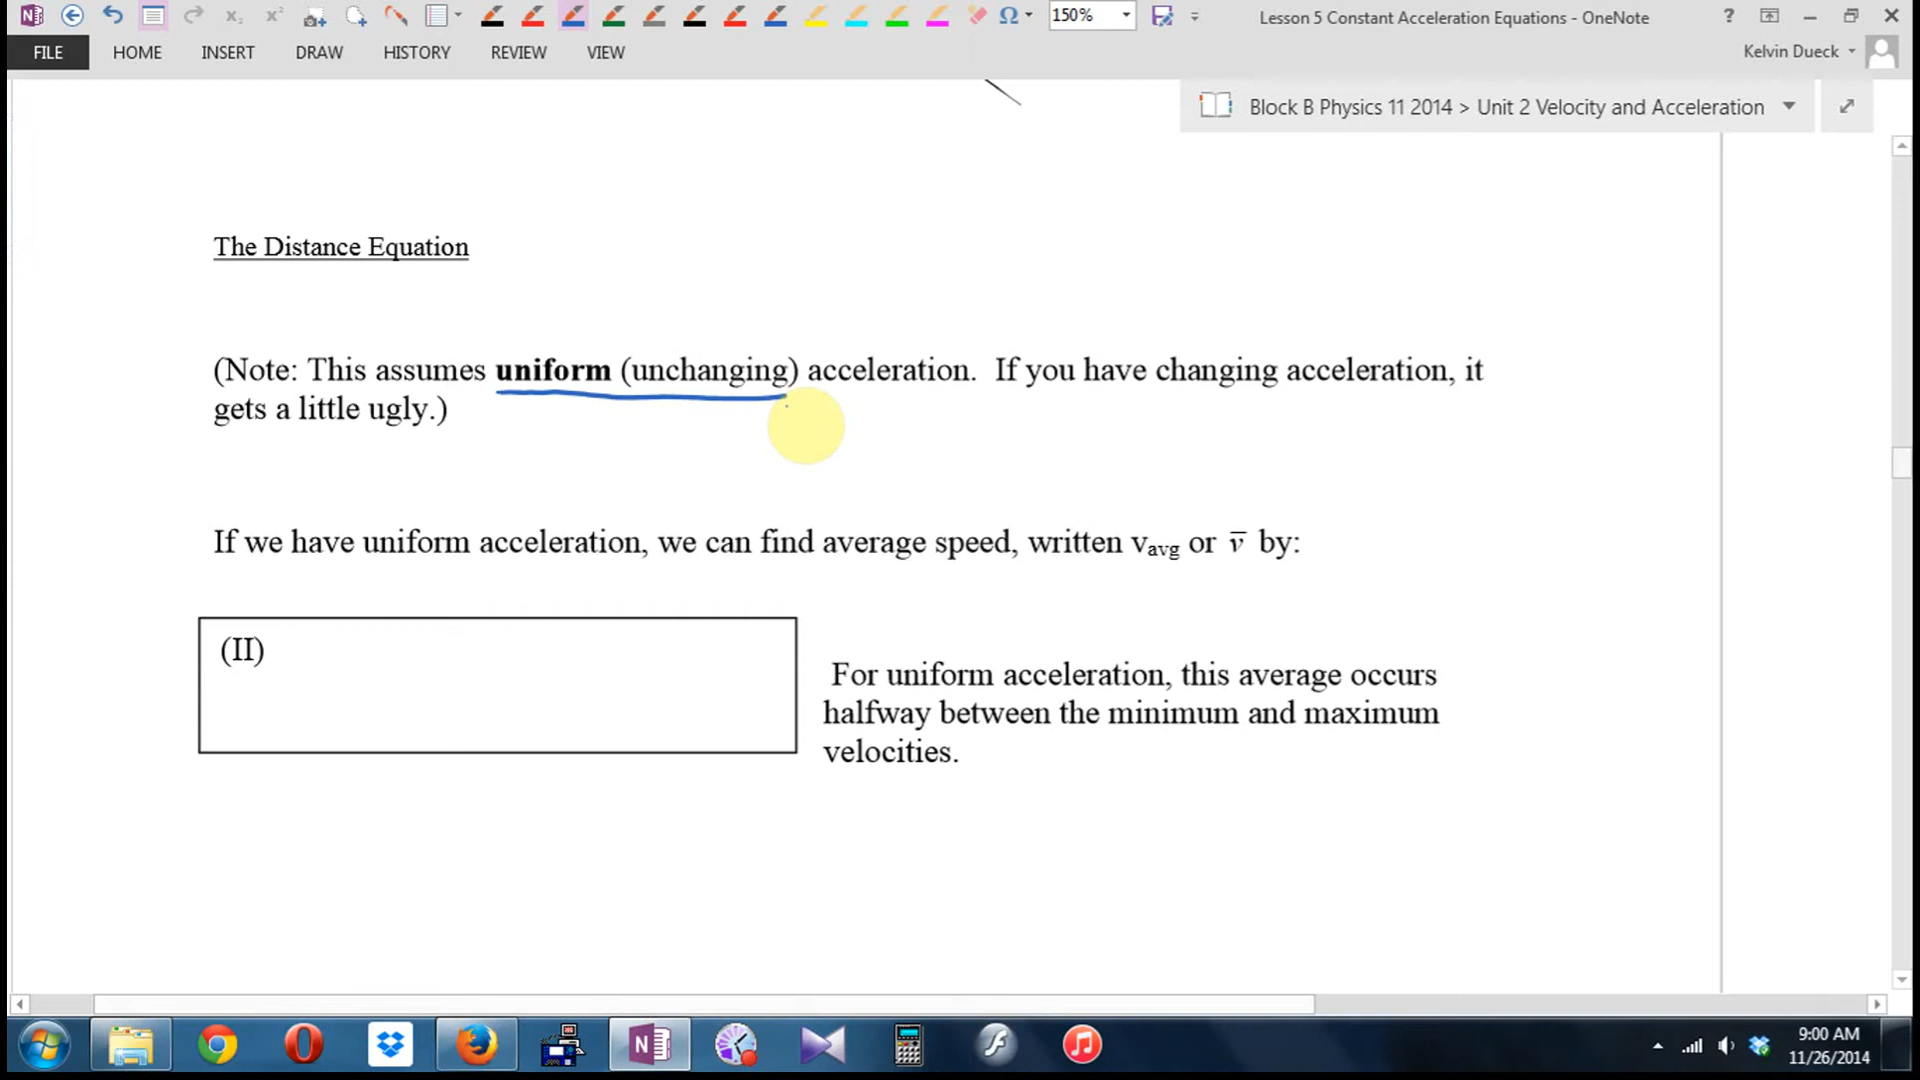 150%
Lesson 5 Constant Acceleration Equations - OneNote
?
FILE HOME INSERT DRAW HISTORY REVIEW VIEW
Kelvin Dueck
Block B Physics 11 2014 > Unit 2 Velocity and Acceleration
The Distance Equation
(Note: This assumes uniform (unchanging) acceleration. If you have changing acceleration, it
gets a little ugly.)
If we have uniform acceleration, we can find average speed, written vavg or v̅ by:
(II)
For uniform acceleration, this average occurs
halfway between the minimum and maximum
velocities.
9:00 AM
11/26/2014